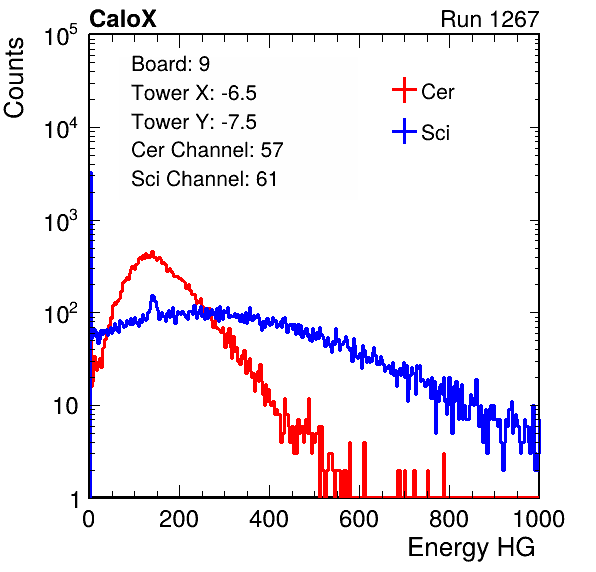 CaloX Run 1267
Counts
Board: 9
Tower X: -6.5
Tower Y: -7.5
Cer Channel: 57
Sci Channel: 61
Cer
Sci
10^5
10^4
10^3
10^2
10
1
0 200 400 600 800 1000
Energy HG